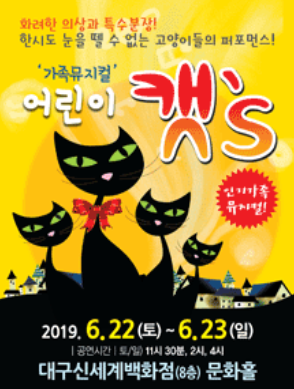 화려한 의상과 특수분장!
한시도 눈을 뗄 수 없는 고양이들의 퍼포먼스!
‘가족뮤지컬’
어린이 캣's
인기가족
뮤지컬!
2019. 6.22(토) ~ 6.23(일)
| 공연시간 | 토/일) 11시 30분, 2시, 4시
대구신세계백화점(8층) 문화홀